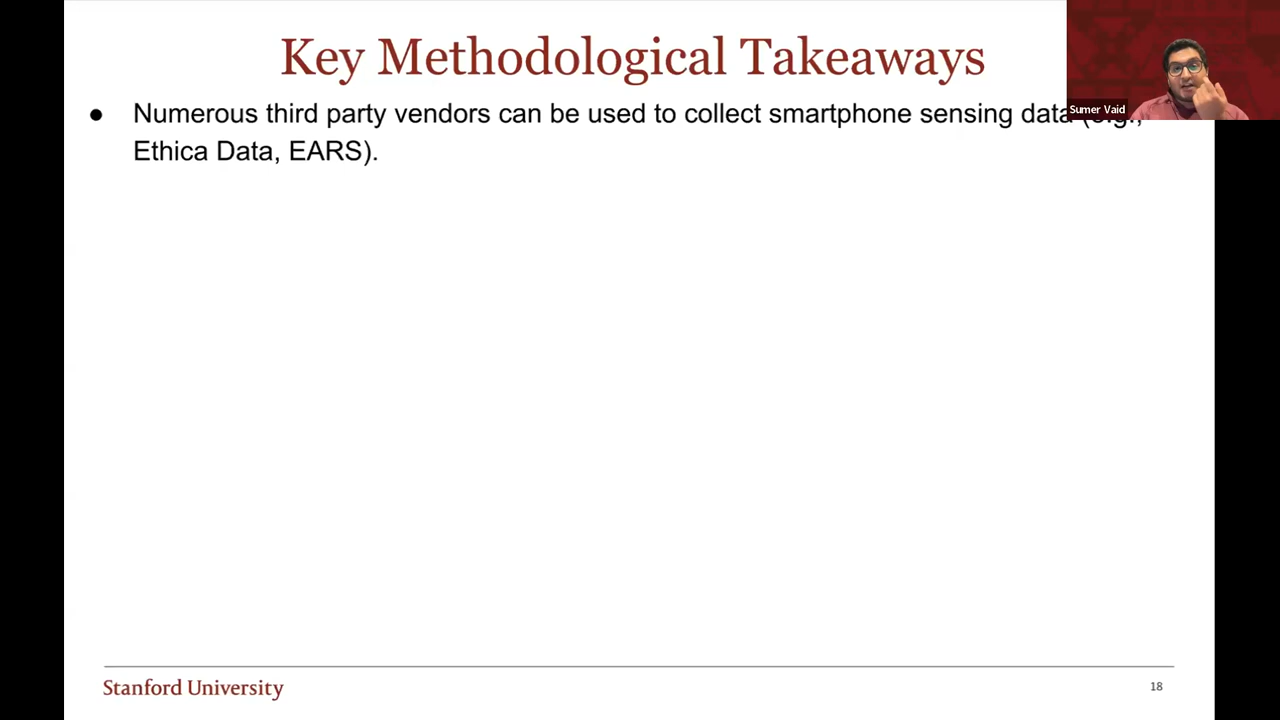 Key Methodological Takeaways
Sumer Vaid
● Numerous third party vendors can be used to collect smartphone sensing data
Ethica Data, EARS).
Stanford University
18